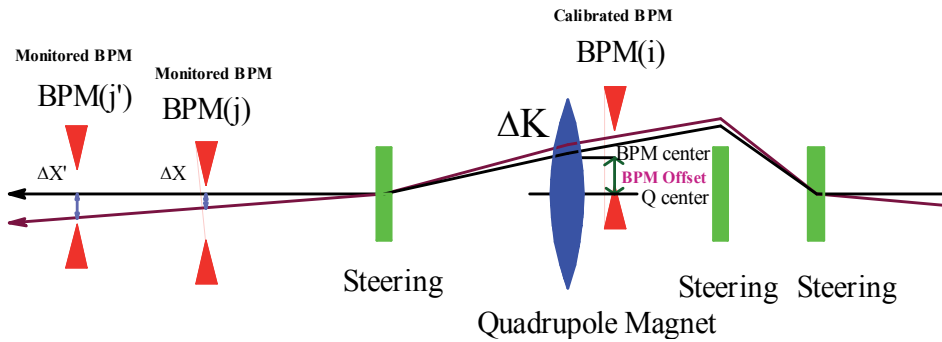 Calibrated BPM
Monitored BPM
BPM(i)
Monitored BPM
BPM(j')
BPM(j)
ΔK
BPM center
ΔX'
ΔX
BPM Offset
Q center
Steering
Steering
Steering
Quadrupole Magnet